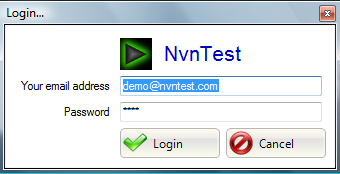 Login...
NvnTest
Your email address demo@nvntest.com
Password ****
Login Cancel